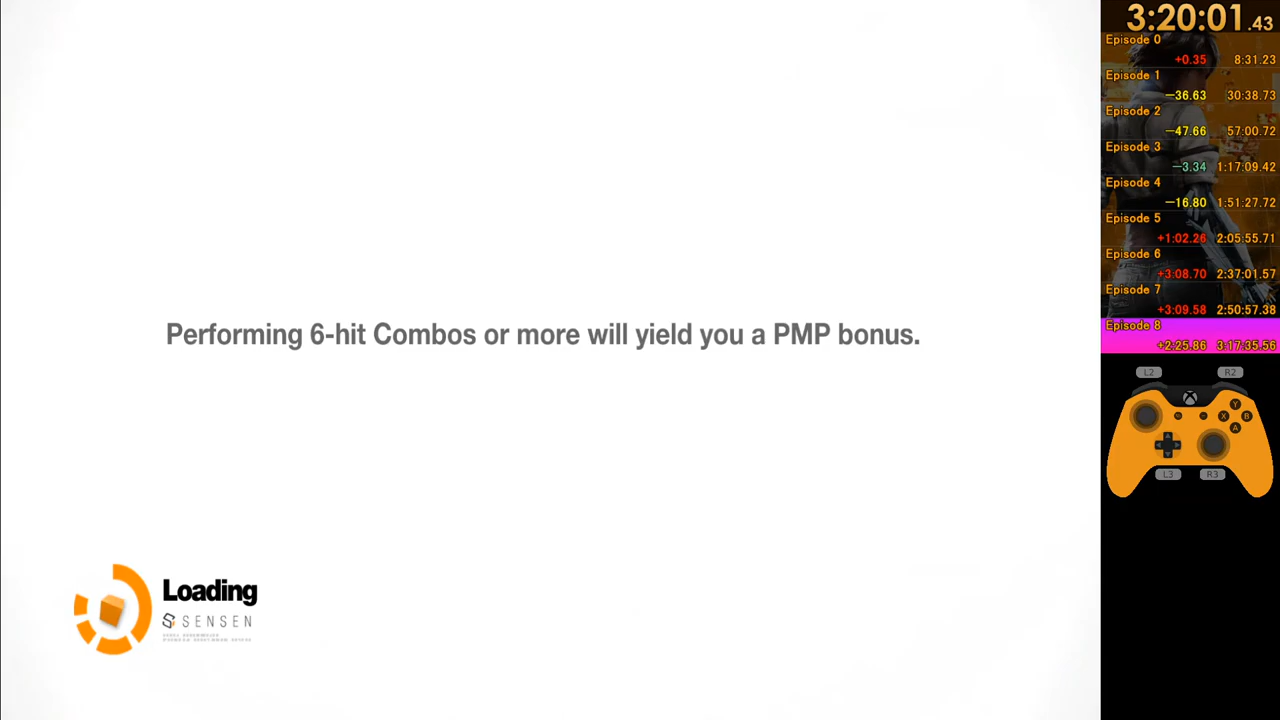 3:20:01.43
Episode 0
+0.35 8:31.23
Episode 1
−36.63 30:38.73
Episode 2
−47.66 57:00.72
Episode 3
−3.34 1:17:09.42
Episode 4
−16.80 1:51:27.72
Episode 5
+1:02.26 2:05:55.71
Episode 6
+3:08.70 2:37:01.57
Episode 7
+3:09.58 2:50:57.38
Episode 8
+2:25.86 3:17:35.56
Performing 6-hit Combos or more will yield you a PMP bonus.
L2 R2
Y
X B
A
L3 R3
Loading
SENSEN